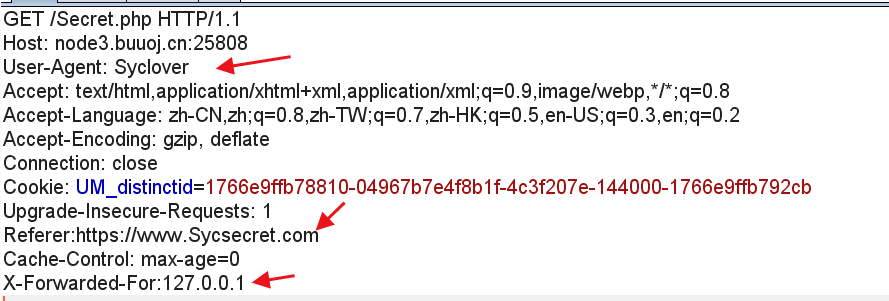 GET /Secret.php HTTP/1.1
Host: node3.buuoj.cn:25808
User-Agent: Syclover
Accept: text/html,application/xhtml+xml,application/xml;q=0.9,image/webp,*/*;q=0.8
Accept-Language: zh-CN,zh;q=0.8,zh-TW;q=0.7,zh-HK;q=0.5,en-US;q=0.3,en;q=0.2
Accept-Encoding: gzip, deflate
Connection: close
Cookie: UM_distinctid=1766e9ffb78810-04967b7e4f8b1f-4c3f207e-144000-1766e9ffb792cb
Upgrade-Insecure-Requests: 1
Referer:https://www.Sycsecret.com
Cache-Control: max-age=0
X-Forwarded-For:127.0.0.1